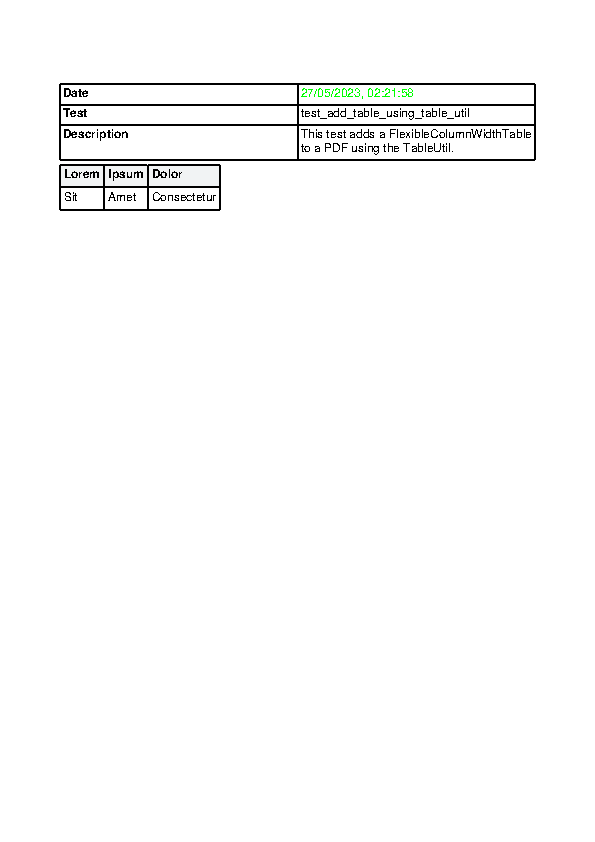 Date 27/05/2023, 02:21:58
Test test_add_table_using_table_util
Description This test adds a FlexibleColumnWidthTable
to a PDF using the TableUtil.
Lorem Ipsum Dolor
Sit Amet Consectetur